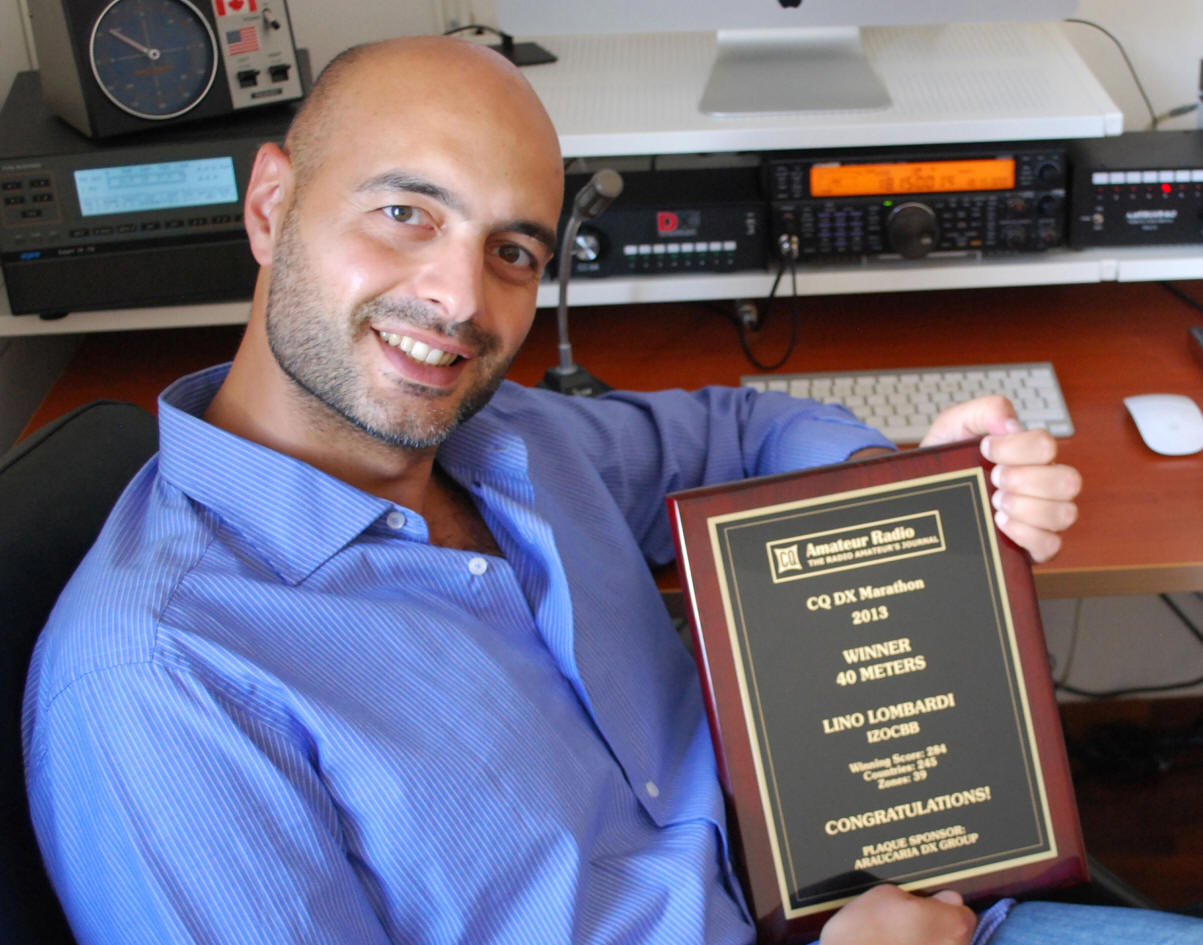 CQ
Amateur Radio
THE RADIO AMATEUR'S JOURNAL
CQ DX Marathon
2013
WINNER
40 METERS
LINO LOMBARDI
IZ0CBB
Winning Score: 284
Countries: 245
Zones: 39
CONGRATULATIONS!
PLAQUE SPONSOR:
ARAUCARIA DX GROUP